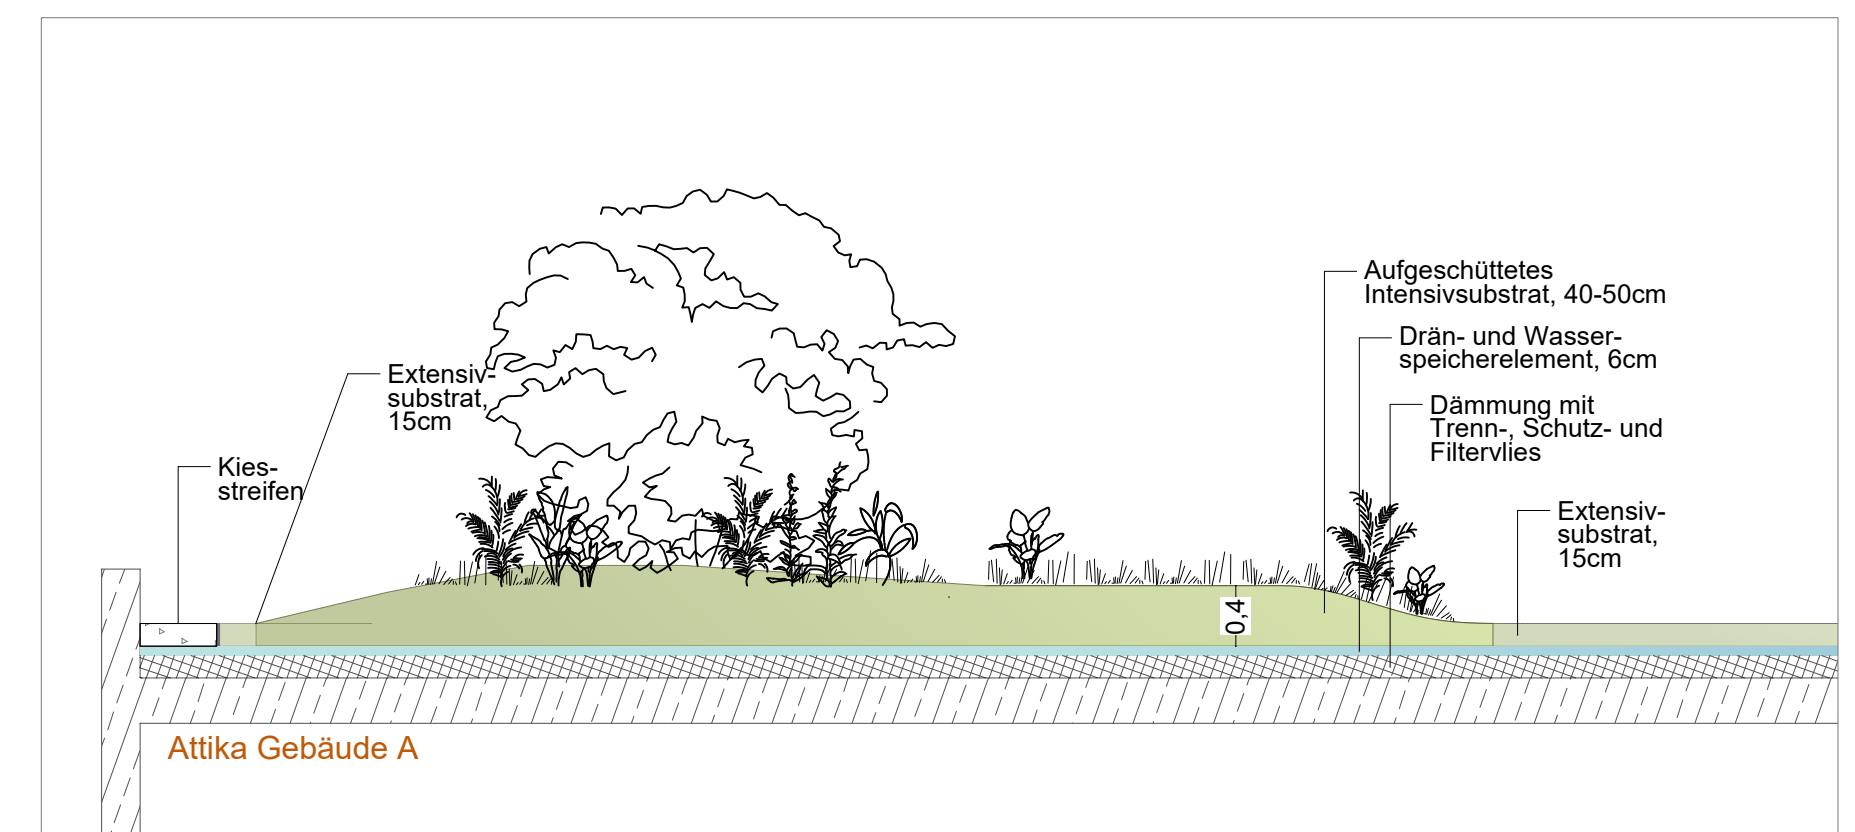 Aufgeschüttetes
Intensivsubstrat, 40-50cm
Drän- und Wasser-
speicherelement, 6cm
Dämmung mit
Trenn-, Schutz- und
Filtervlies
Extensiv-
substrat,
15cm
Kies-
streifen
Extensiv-
substrat,
15cm
0,4
Attika Gebäude A